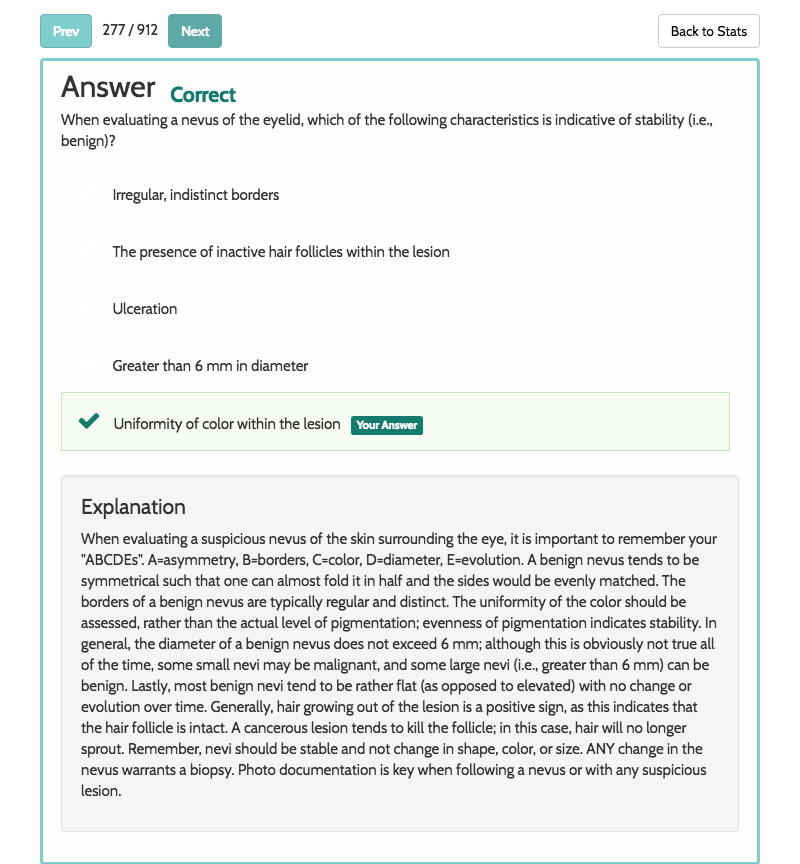 Prev 277 / 912 Next Back to Stats
Answer Correct
When evaluating a nevus of the eyelid, which of the following characteristics is indicative of stability (i.e.,
benign)?
Irregular, indistinct borders
The presence of inactive hair follicles within the lesion
Ulceration
Greater than 6 mm in diameter
Uniformity of color within the lesion Your Answer
Explanation
When evaluating a suspicious nevus of the skin surrounding the eye, it is important to remember your
"ABCDEs". A=asymmetry, B=borders, C=color, D=diameter, E=evolution. A benign nevus tends to be
symmetrical such that one can almost fold it in half and the sides would be evenly matched. The
borders of a benign nevus are typically regular and distinct. The uniformity of the color should be
assessed, rather than the actual level of pigmentation; evenness of pigmentation indicates stability. In
general, the diameter of a benign nevus does not exceed 6 mm; although this is obviously not true all
of the time, some small nevi may be malignant, and some large nevi (i.e., greater than 6 mm) can be
benign. Lastly, most benign nevi tend to be rather flat (as opposed to elevated) with no change or
evolution over time. Generally, hair growing out of the lesion is a positive sign, as this indicates that
the hair follicle is intact. A cancerous lesion tends to kill the follicle; in this case, hair will no longer
sprout. Remember, nevi should be stable and not change in shape, color, or size. ANY change in the
nevus warrants a biopsy. Photo documentation is key when following a nevus or with any suspicious
lesion.